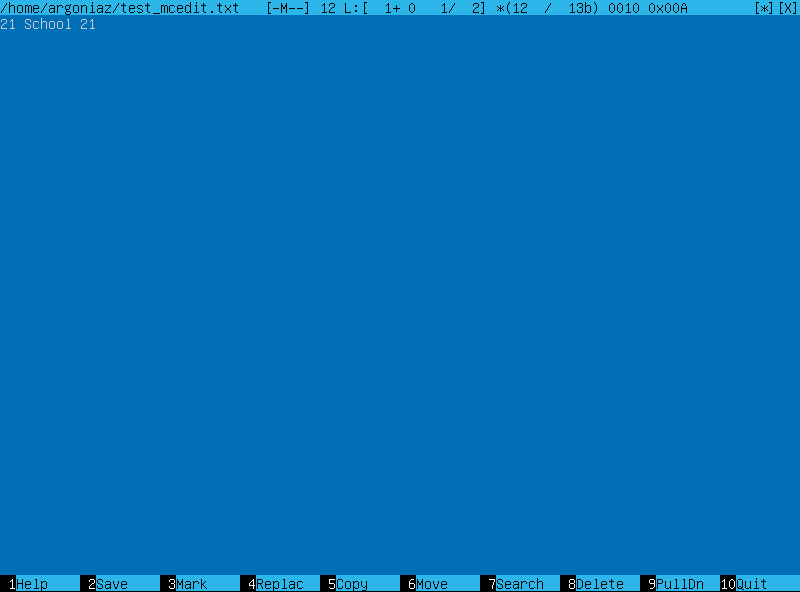 /home/argoniaz/test_mcedit.txt   [-M--] 12 L:[  1+ 0   1/  2] *(12  /  13b) 0010 0x00A        [*][X]
21 School 21
1Help 2Save 3Mark 4Replac 5Copy 6Move 7Search 8Delete 9PullDn 10Quit